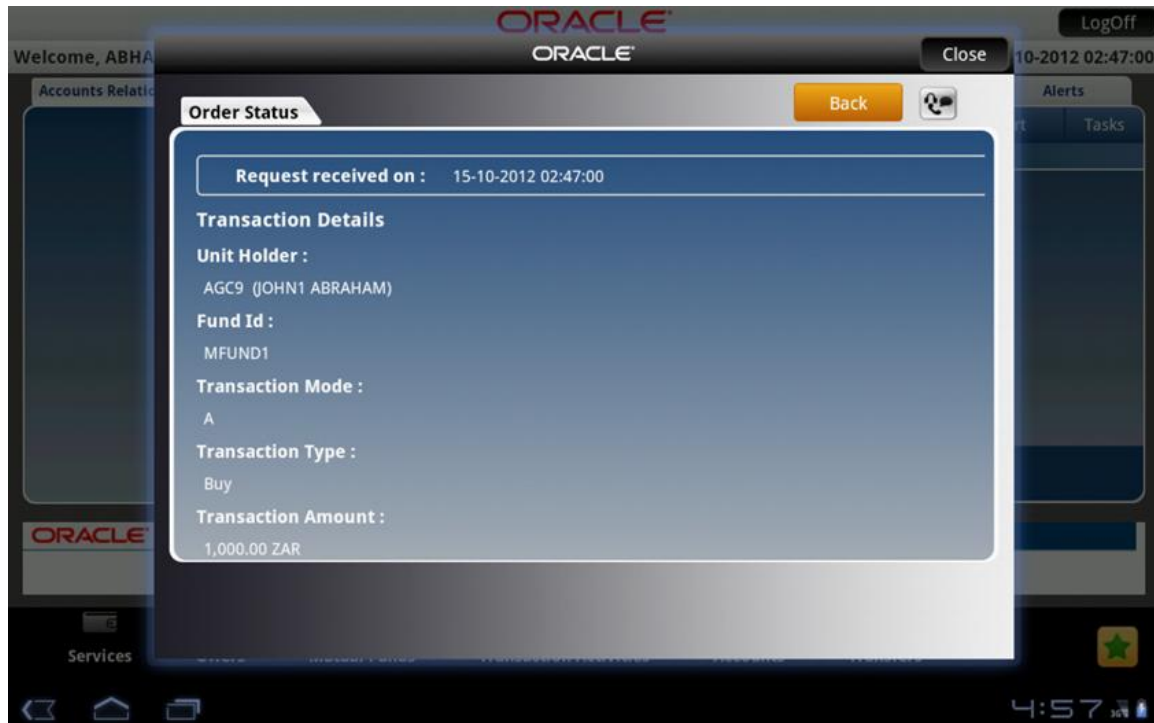 ORACLE
LogOff
Welcome, ABHA
ORACLE
Close
10-2012 02:47:00
Accounts Relatio
Order Status
Back
Alerts
rt
Tasks
Request received on : 15-10-2012 02:47:00
Transaction Details
Unit Holder :
AGC9 (JOHN1 ABRAHAM)
Fund Id :
MFUND1
Transaction Mode :
A
Transaction Type :
Buy
Transaction Amount :
1,000.00 ZAR
ORACLE
Services
4:57